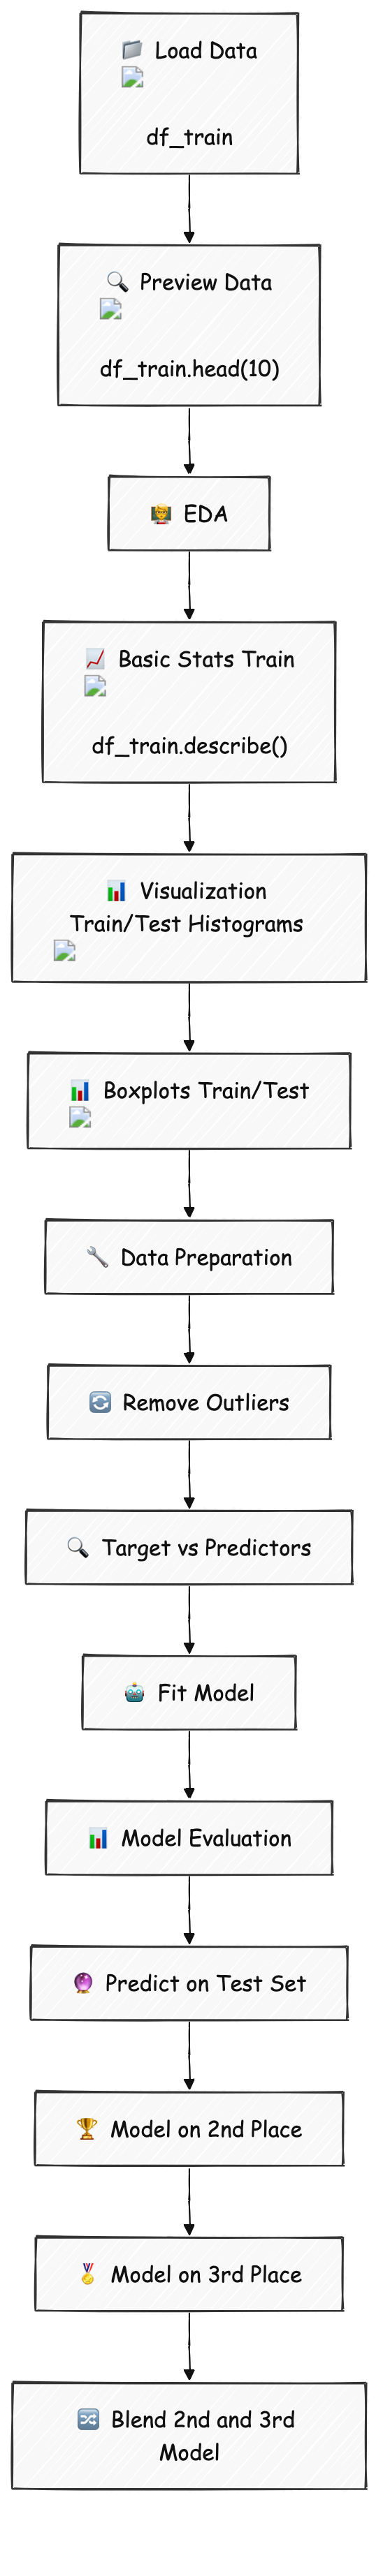 Load Data
df_train
Preview Data
df_train.head(10)
EDA
Basic Stats Train
df_train.describe()
Visualization
Train/Test Histograms
Boxplots Train/Test
Data Preparation
Remove Outliers
Target vs Predictors
Fit Model
Model Evaluation
Predict on Test Set
Model on 2nd Place
Model on 3rd Place
Blend 2nd and 3rd
Model